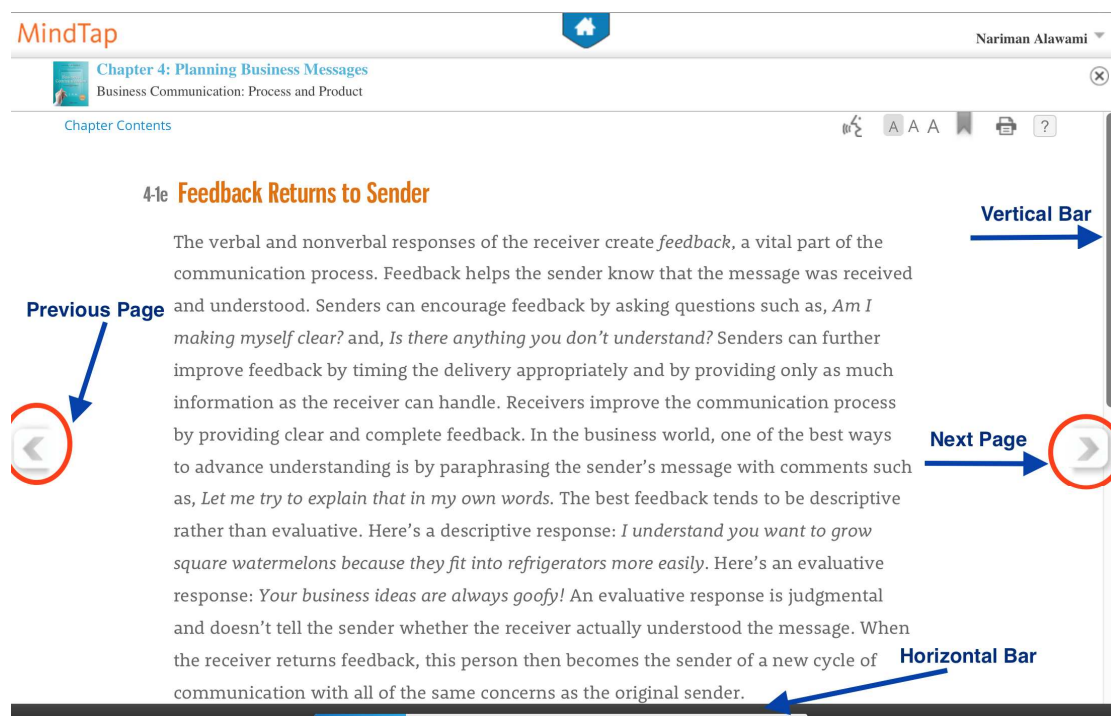 MindTap
Nariman Alawami
Chapter 4: Planning Business Messages
Business Communication: Process and Product
Chapter Contents
A A A ?
4-1e Feedback Returns to Sender
Vertical Bar
The verbal and nonverbal responses of the receiver create feedback, a vital part of the
communication process. Feedback helps the sender know that the message was received
Previous Page
and understood. Senders can encourage feedback by asking questions such as, Am I
making myself clear? and, Is there anything you don’t understand? Senders can further
improve feedback by timing the delivery appropriately and by providing only as much
information as the receiver can handle. Receivers improve the communication process
by providing clear and complete feedback. In the business world, one of the best ways
Next Page
to advance understanding is by paraphrasing the sender’s message with comments such
as, Let me try to explain that in my own words. The best feedback tends to be descriptive
rather than evaluative. Here’s a descriptive response: I understand you want to grow
square watermelons because they fit into refrigerators more easily. Here’s an evaluative
response: Your business ideas are always goofy! An evaluative response is judgmental
and doesn’t tell the sender whether the receiver actually understood the message. When
the receiver returns feedback, this person then becomes the sender of a new cycle of
Horizontal Bar
communication with all of the same concerns as the original sender.